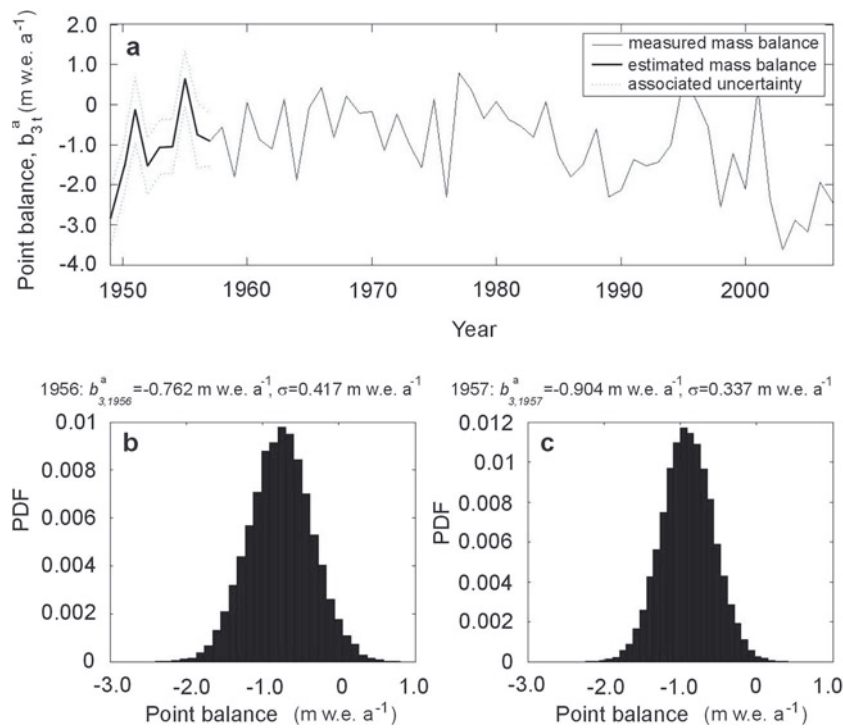 a
2.0
1.0
0
-1.0
-2.0
-3.0
-4.0
Point balance, b³ᵗᵃ (m w.e. a⁻¹)
measured mass balance
estimated mass balance
associated uncertainty
1950 1960 1970 1980 1990 2000
Year
1956: bᵃ₃,₁₉₅₆=-0.762 m w.e. a⁻¹, σ=0.417 m w.e. a⁻¹
b
0.01
0.008
0.006
0.004
0.002
0
PDF
-3.0 -2.0 -1.0 0 1.0
Point balance (m w.e. a⁻¹)
1957: bᵃ₃,₁₉₅₇=-0.904 m w.e. a⁻¹, σ=0.337 m w.e. a⁻¹
c
0.012
0.01
0.008
0.006
0.004
0.002
0
PDF
-3.0 -2.0 -1.0 0 1.0
Point balance (m w.e. a⁻¹)